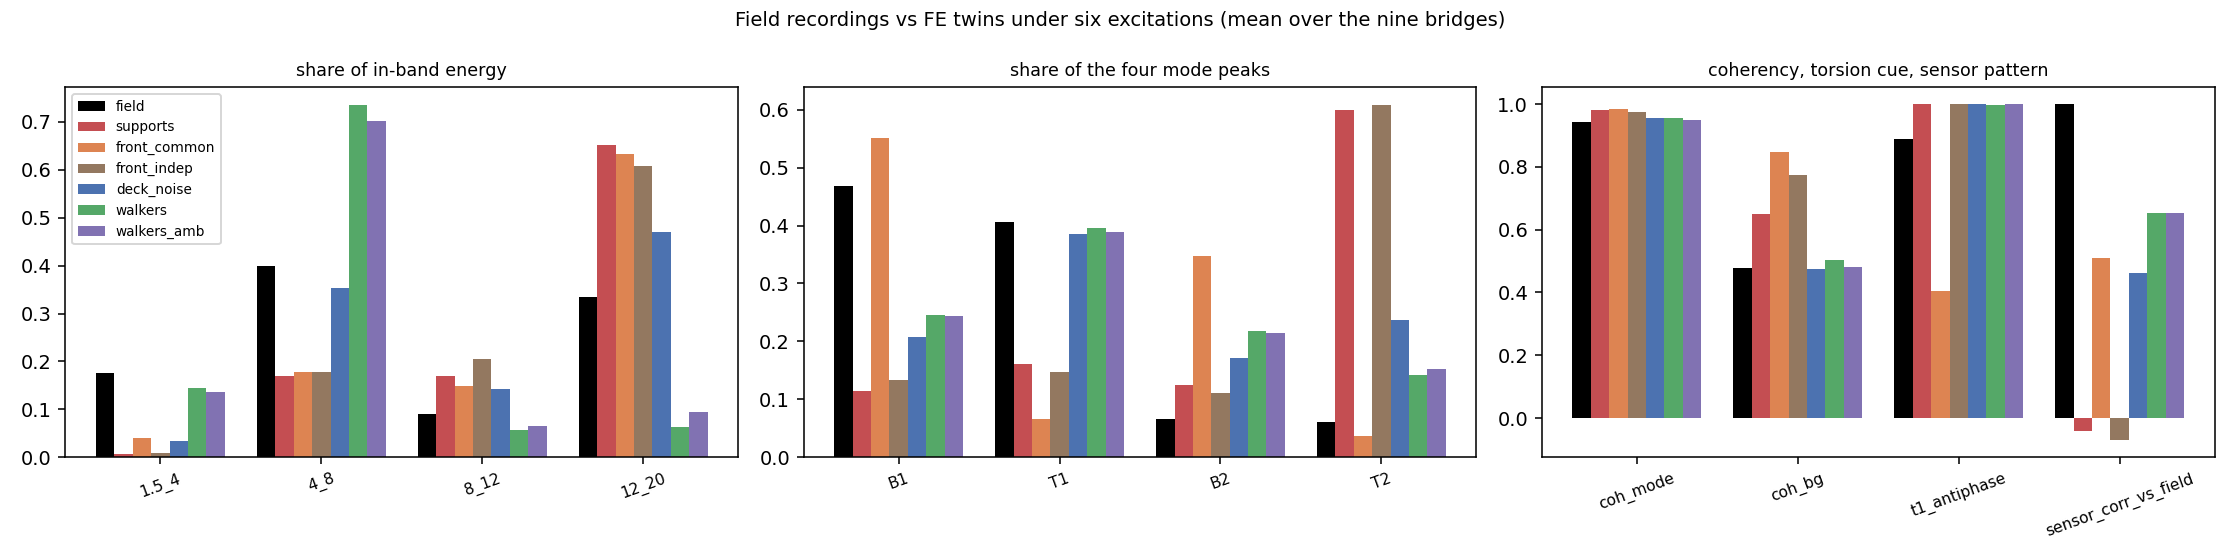 Field recordings vs FE twins under six excitations (mean over the nine bridges)
share of in-band energy
0.7
0.6
0.5
0.4
0.3
0.2
0.1
0.0
field
supports
front_common
front_indep
deck_noise
walkers
walkers_amb
1.5_4
4_8
8_12
12_20
share of the four mode peaks
0.6
0.5
0.4
0.3
0.2
0.1
0.0
B1
T1
B2
T2
coherency, torsion cue, sensor pattern
1.0
0.8
0.6
0.4
0.2
0.0
coh_mode
coh_bg
t1_antiphase
sensor_corr_vs_field